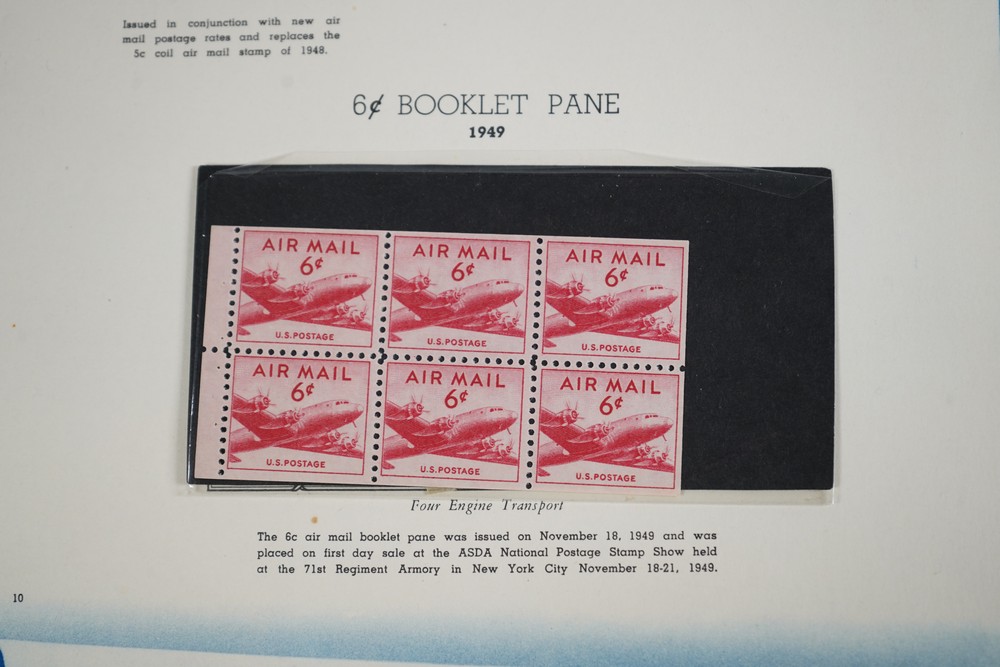 Issued in conjunction with new air
mail postage rates and replaces the
5c coil air mail stamp of 1948.
6¢ BOOKLET PANE
1949
AIR MAIL AIR MAIL AIR MAIL
6¢ 6¢ 6¢
U.S. POSTAGE U.S. POSTAGE U.S. POSTAGE
AIR MAIL AIR MAIL AIR MAIL
6¢ 6¢ 6¢
U.S. POSTAGE U.S. POSTAGE U.S. POSTAGE
Four Engine Transport
The 6c air mail booklet pane was issued on November 18, 1949 and was
placed on first day sale at the ASDA National Postage Stamp Show held
at the 71st Regiment Armory in New York City November 18-21, 1949.
10